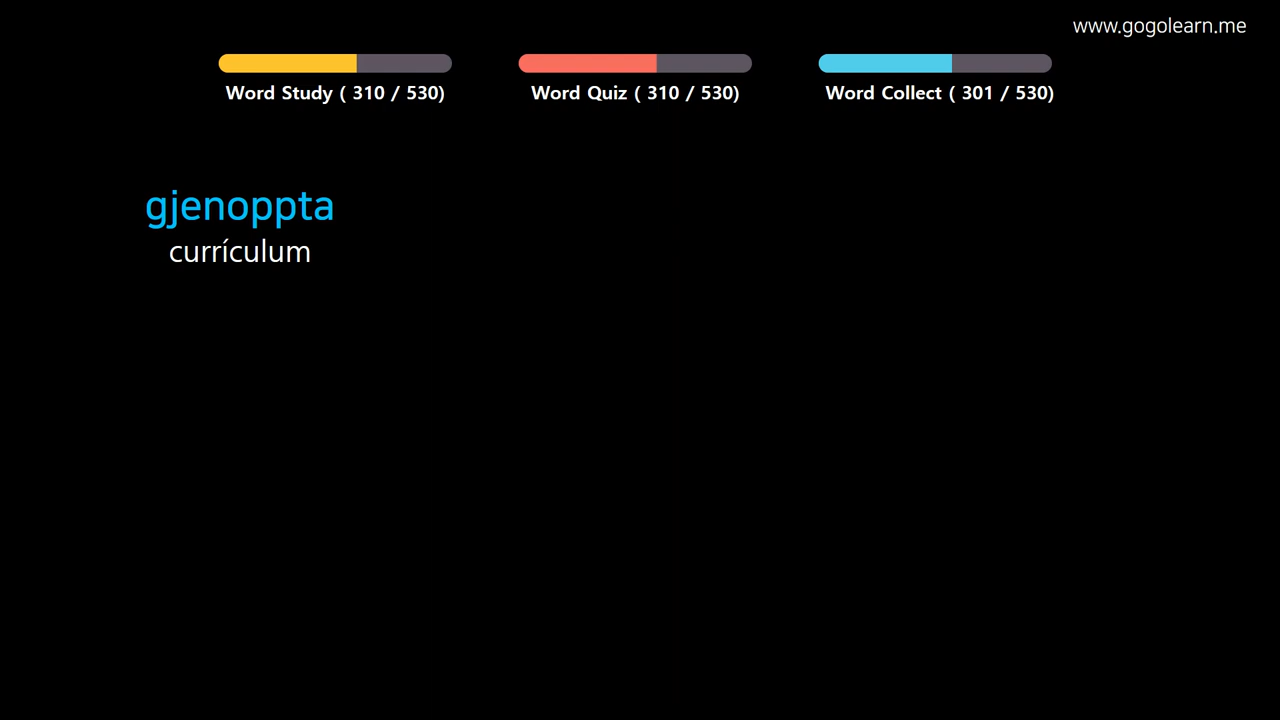 www.gogolearn.me
Word Study ( 310 / 530)
Word Quiz ( 310 / 530)
Word Collect ( 301 / 530)
gjenoppta
currículum